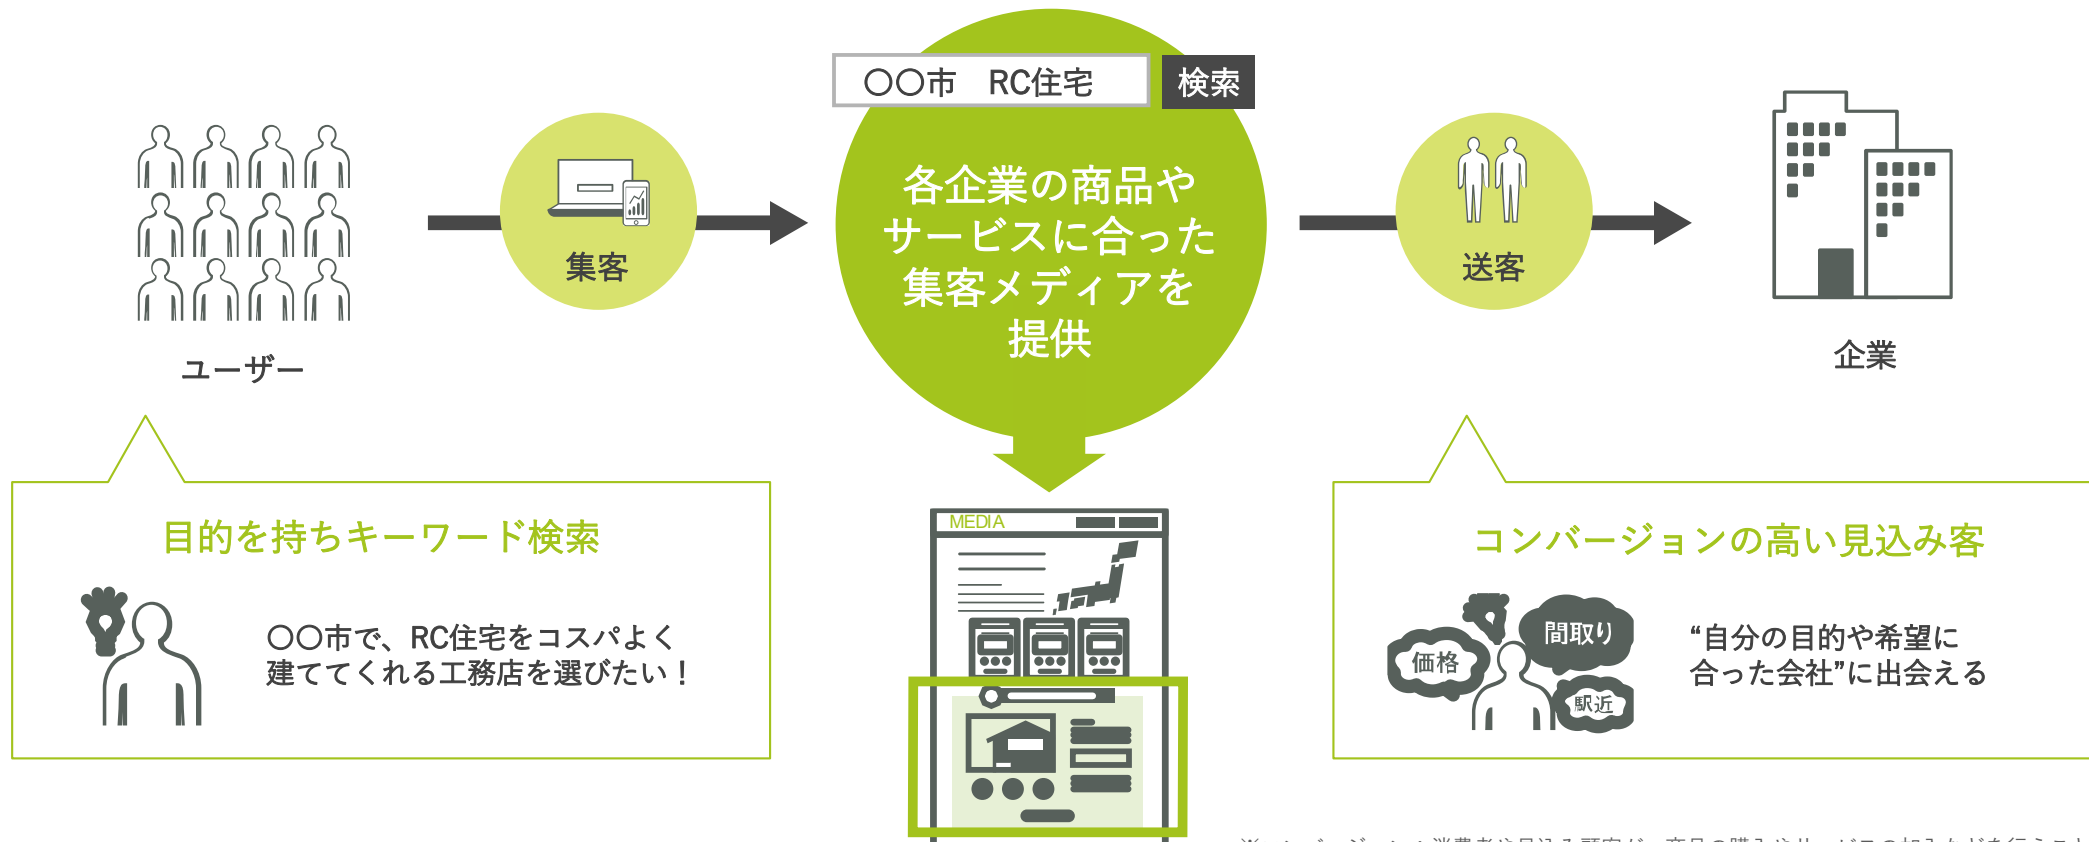 〇〇市　RC住宅
検索
各企業の商品や
サービスに合った
集客メディアを
提供
集客
送客
ユーザー
企業
目的を持ちキーワード検索
〇〇市で、RC住宅をコスパよく
建ててくれる工務店を選びたい！
MEDIA
コンバージョンの高い見込み客
間取り
価格
駅近
“自分の目的や希望に
合った会社”に出会える